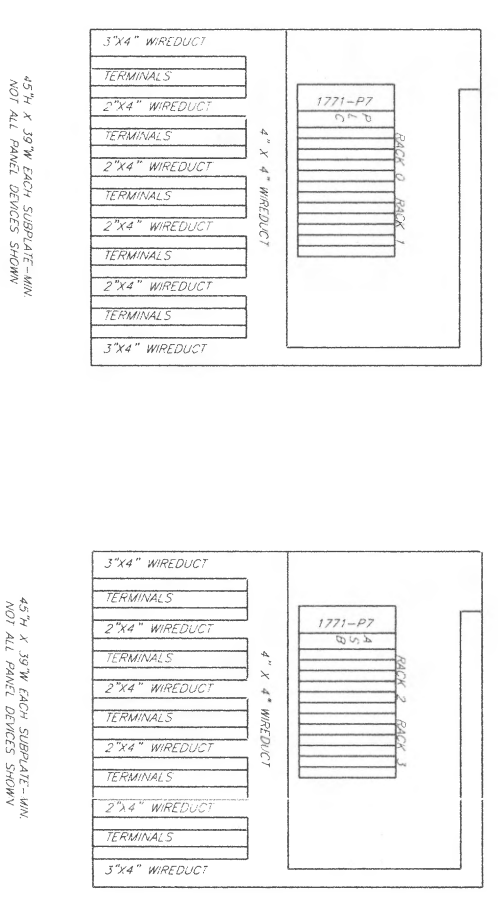 3"X4" WIREDUCT
TERMINALS
2"X4" WIREDUCT
TERMINALS
2"X4" WIREDUCT
TERMINALS
2"X4" WIREDUCT
TERMINALS
2"X4" WIREDUCT
TERMINALS
3"X4" WIREDUCT
4" X 4" WIREDUCT
1771-P7
PLC
RACK 0 RACK 1
45"H X 39"W EACH SUBPLATE-MIN.
NOT ALL PANEL DEVICES SHOWN
3"X4" WIREDUCT
TERMINALS
2"X4" WIREDUCT
TERMINALS
2"X4" WIREDUCT
TERMINALS
2"X4" WIREDUCT
TERMINALS
2"X4" WIREDUCT
TERMINALS
3"X4" WIREDUCT
4" X 4" WIREDUCT
1771-P7
ASB
RACK 2 RACK 3
45"H X 39"W EACH SUBPLATE-MIN.
NOT ALL PANEL DEVICES SHOWN